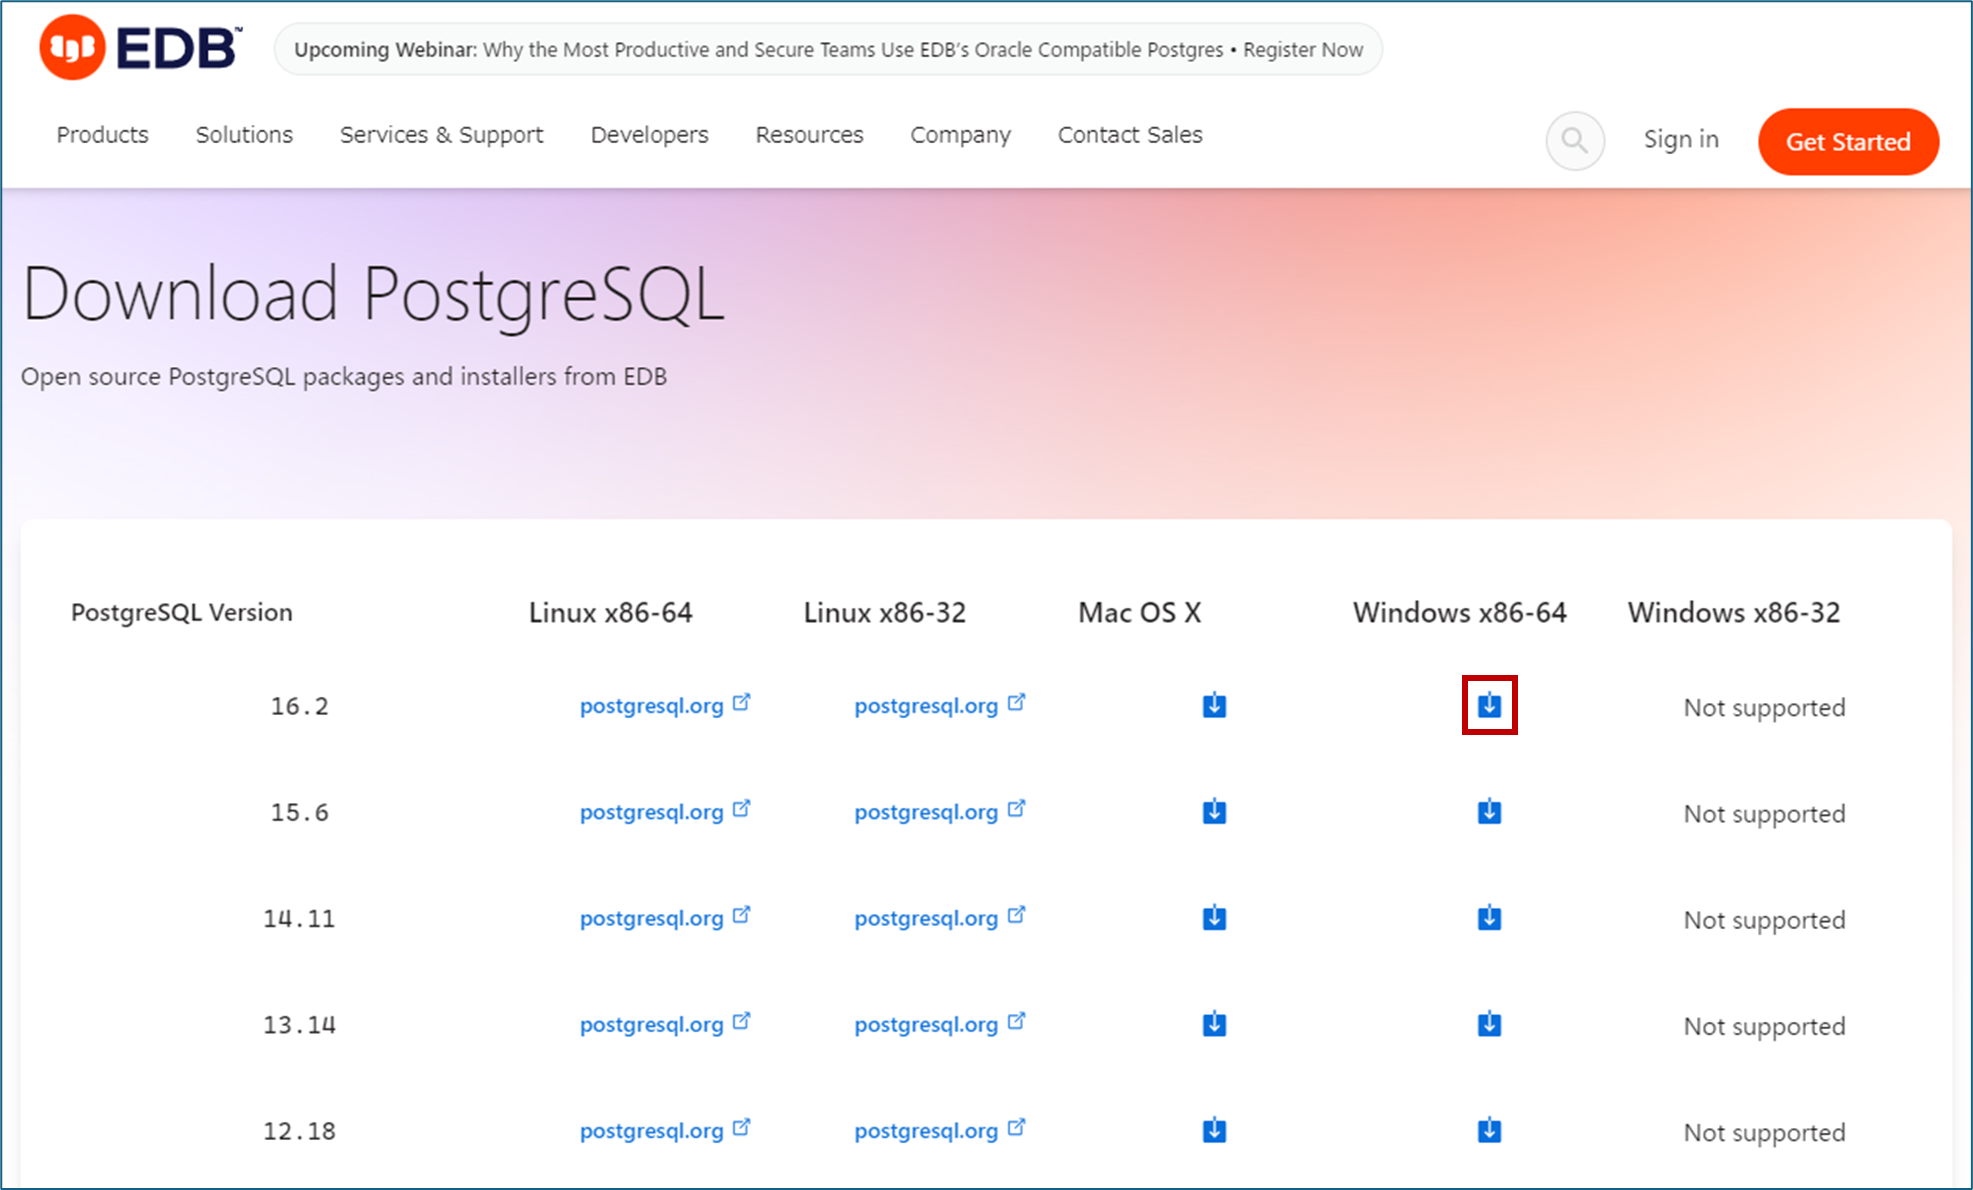 EDB™
Upcoming Webinar: Why the Most Productive and Secure Teams Use EDB's Oracle Compatible Postgres • Register Now
Products Solutions Services & Support Developers Resources Company Contact Sales Sign in Get Started
Download PostgreSQL
Open source PostgreSQL packages and installers from EDB
PostgreSQL Version Linux x86-64 Linux x86-32 Mac OS X Windows x86-64 Windows x86-32
16.2 postgresql.org postgresql.org Not supported
15.6 postgresql.org postgresql.org Not supported
14.11 postgresql.org postgresql.org Not supported
13.14 postgresql.org postgresql.org Not supported
12.18 postgresql.org postgresql.org Not supported